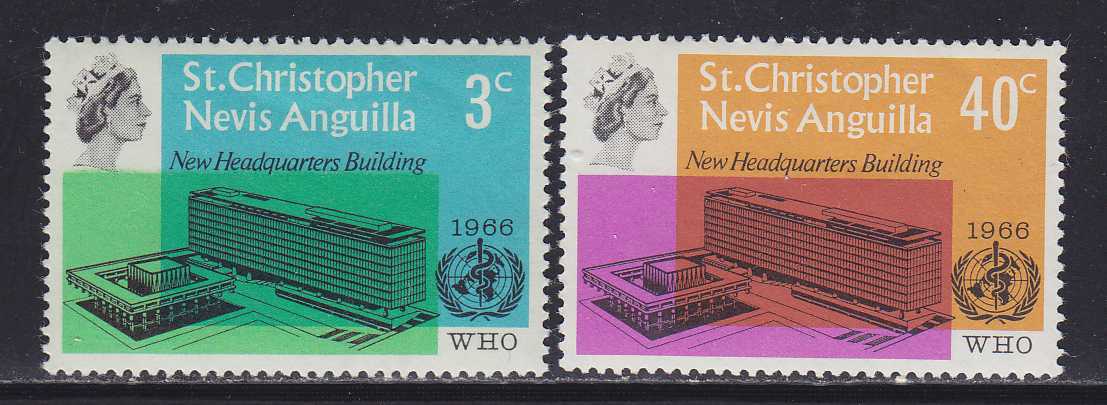 St. Christopher
Nevis Anguilla
3c
New Headquarters Building
1966
WHO
St. Christopher
Nevis Anguilla
40c
New Headquarters Building
1966
WHO